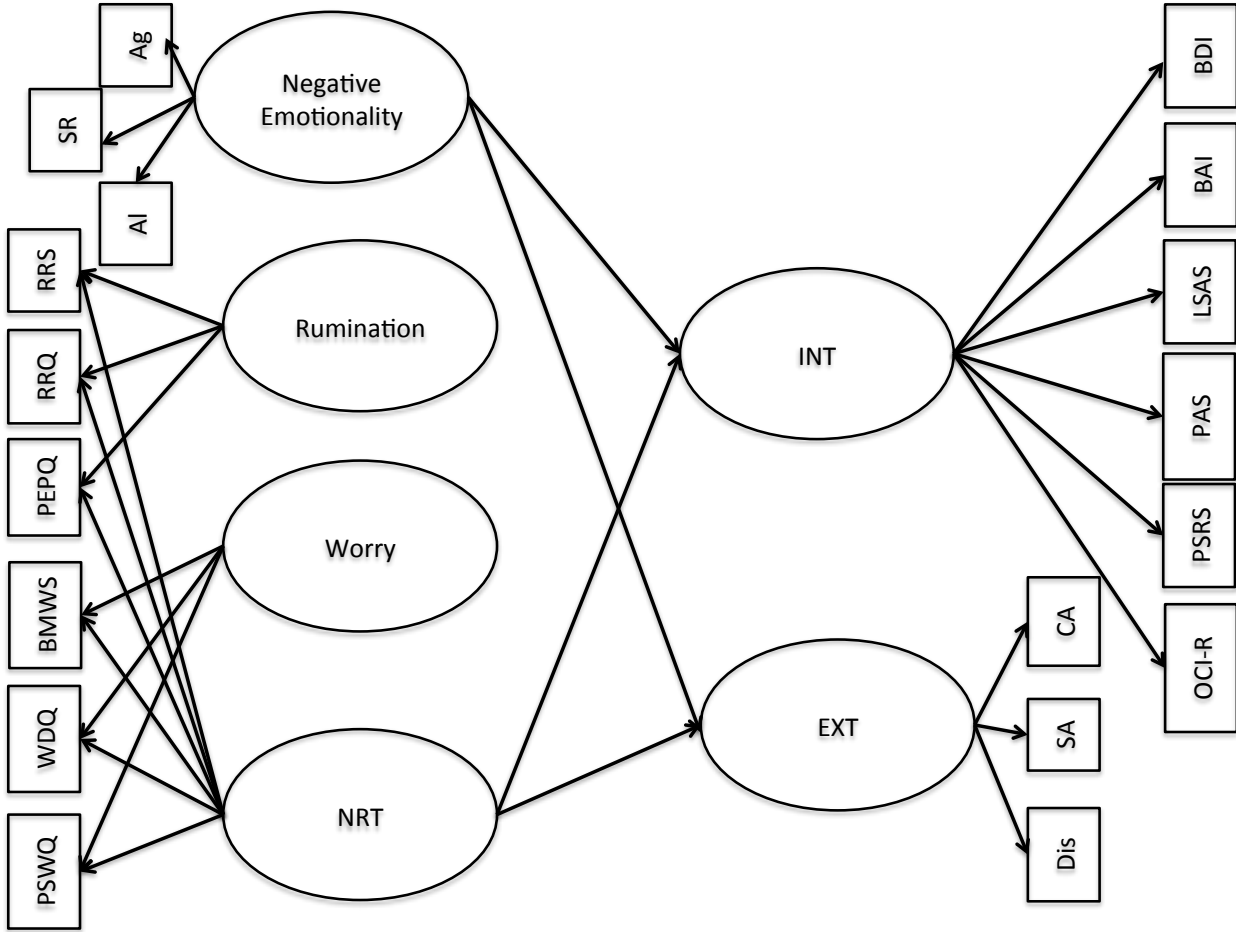 Ag
SR
Al
RRS
RRQ
PEPQ
BMWS
WDQ
PSWQ
Negative
Emotionality
Rumination
Worry
NRT
INT
EXT
BDI
BAI
LSAS
PAS
PSRS
OCI-R
CA
SA
Dis